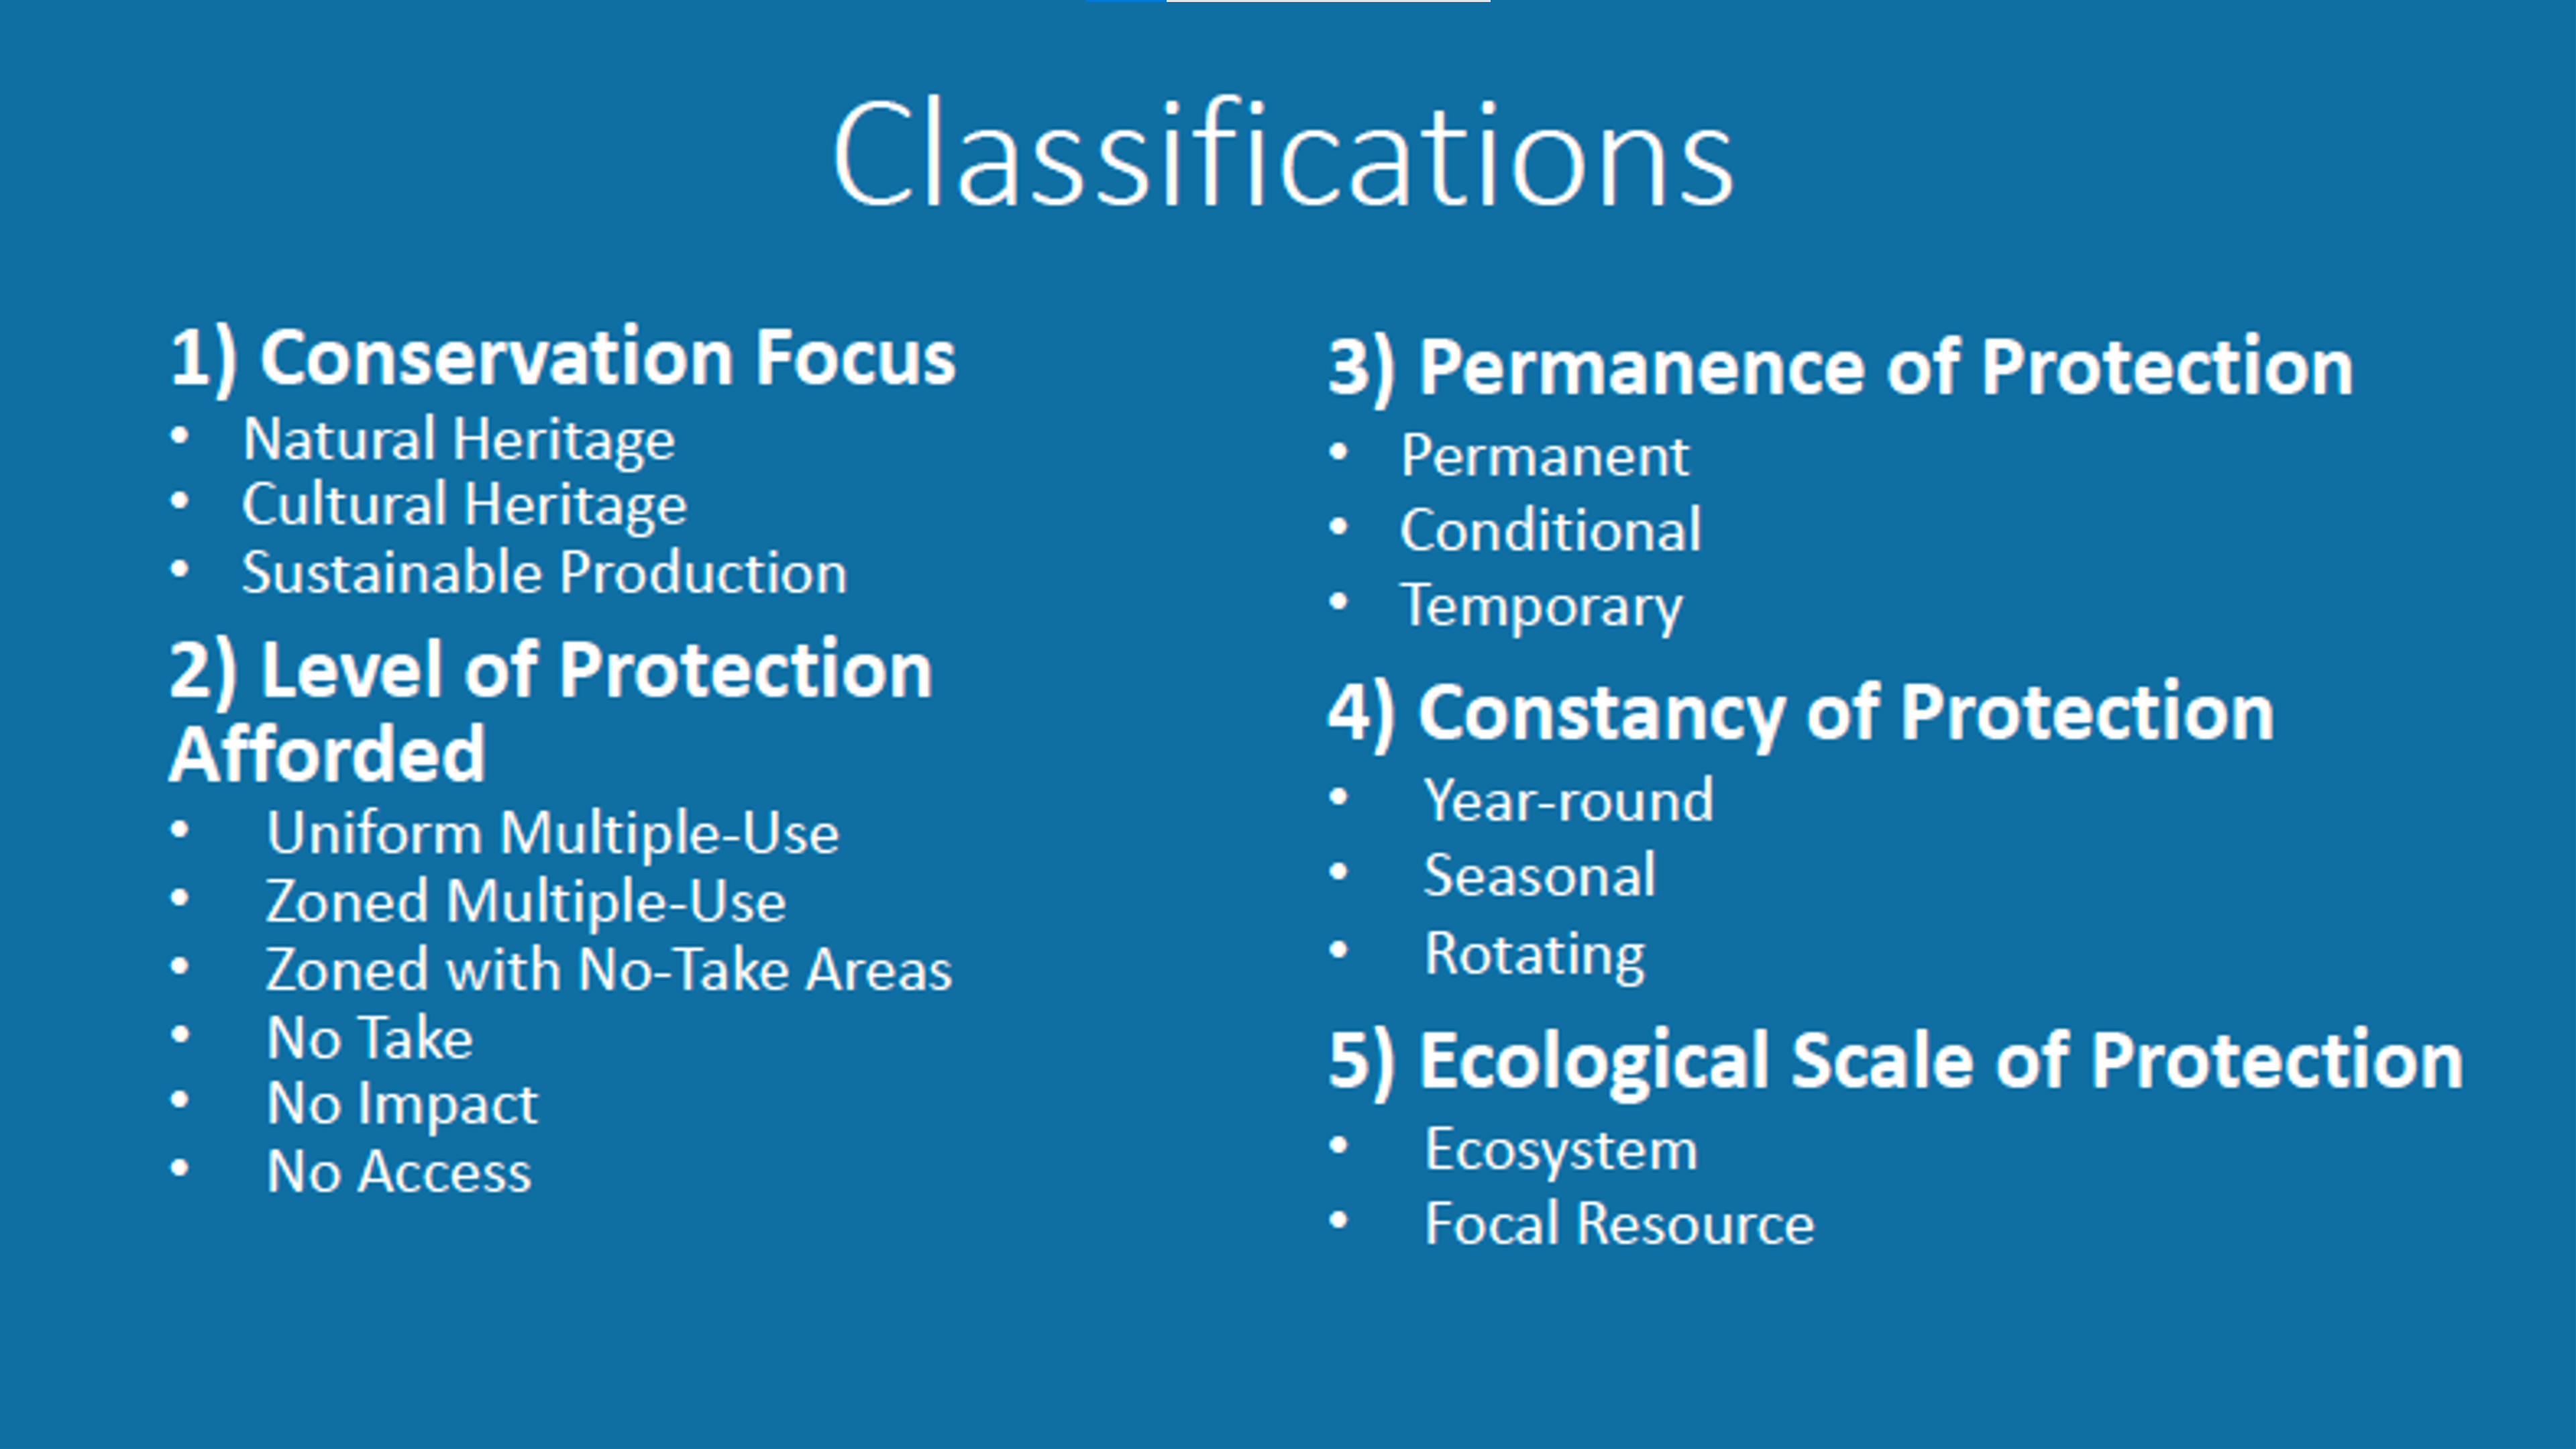 Classifications
1) Conservation Focus
• Natural Heritage
• Cultural Heritage
• Sustainable Production
2) Level of Protection
Afforded
• Uniform Multiple-Use
• Zoned Multiple-Use
• Zoned with No-Take Areas
• No Take
• No Impact
• No Access
3) Permanence of Protection
• Permanent
• Conditional
• Temporary
4) Constancy of Protection
• Year-round
• Seasonal
• Rotating
5) Ecological Scale of Protection
• Ecosystem
• Focal Resource